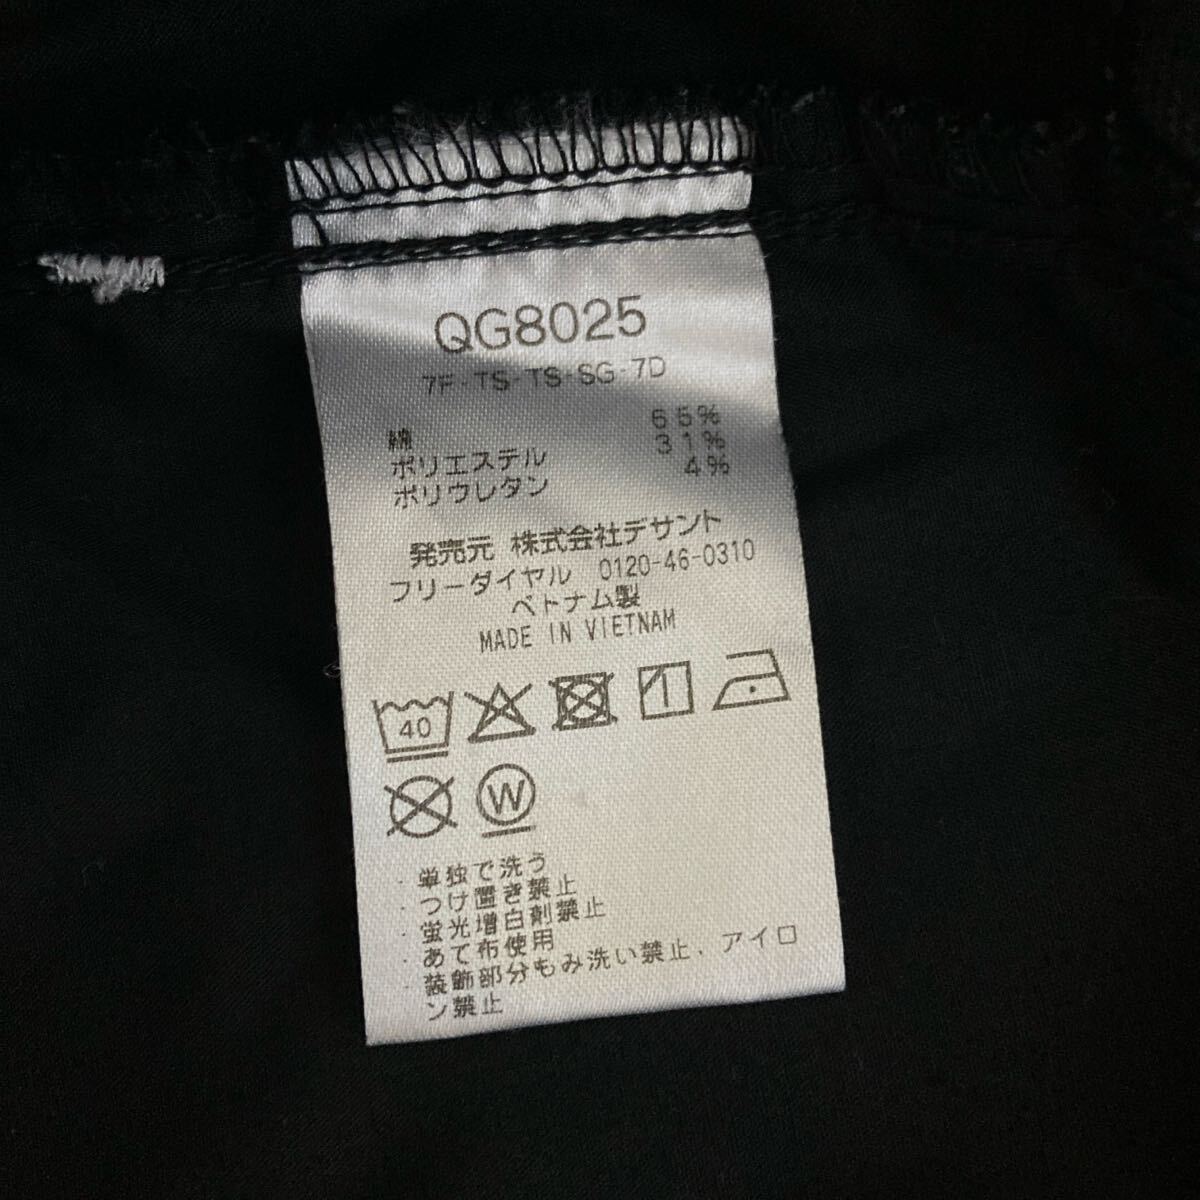 QG8025
7F-TS-TS-SG-7D
綿 65%
ポリエステル 31%
ポリウレタン 4%
発売元 株式会社デサント
フリーダイヤル 0120-46-0310
ベトナム製
MADE IN VIETNAM
40
W
・単独で洗う
・つけ置き禁止
・蛍光増白剤禁止
・あて布使用
・装飾部分もみ洗い禁止、アイロ
ン禁止